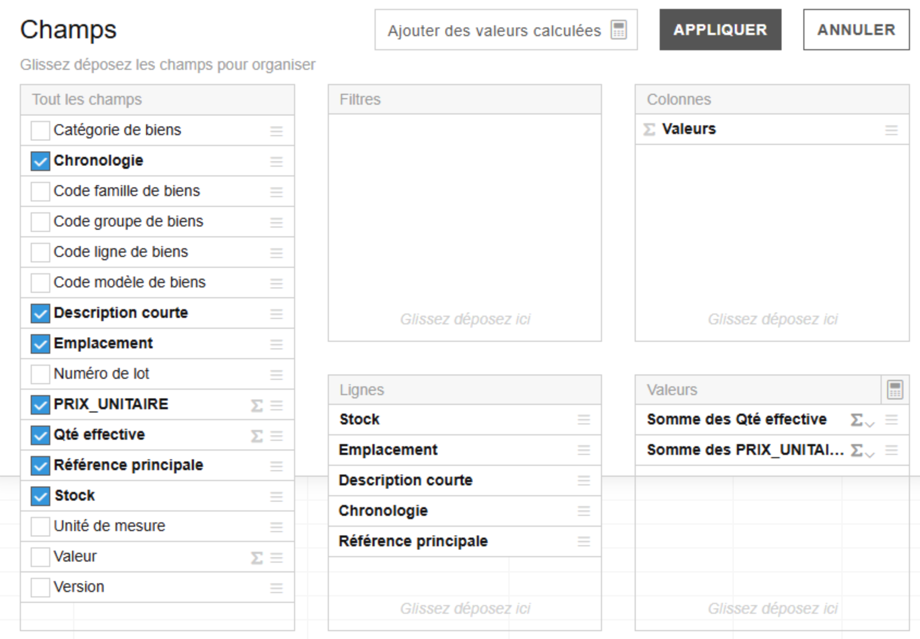 Champs
Ajouter des valeurs calculées
APPLIQUER
ANNULER
Glissez déposez les champs pour organiser
Tout les champs
Catégorie de biens
Chronologie
Code famille de biens
Code groupe de biens
Code ligne de biens
Code modèle de biens
Description courte
Emplacement
Numéro de lot
PRIX_UNITAIRE Σ
Qté effective Σ
Référence principale
Stock
Unité de mesure
Valeur Σ
Version
Filtres
Glissez déposez ici
Colonnes
Σ Valeurs
Glissez déposez ici
Lignes
Stock
Emplacement
Description courte
Chronologie
Référence principale
Glissez déposez ici
Valeurs
Somme des Qté effective Σ
Somme des PRIX_UNITAI... Σ
Glissez déposez ici